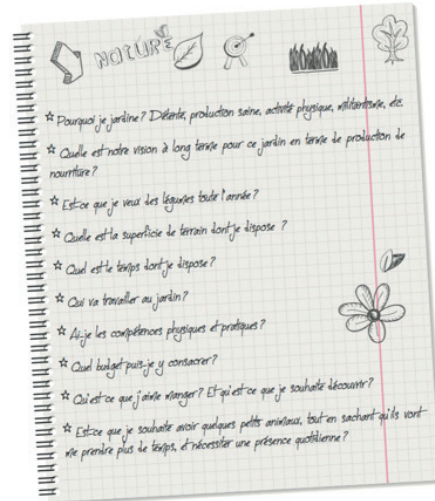 NATURE
☆ Pourquoi je jardine? Détente, production saine, activité physique, militantisme, etc.
☆ Quelle est notre vision à long terme pour ce jardin en terme de production de
nourriture?
☆ Est-ce que je veux des légumes toute l'année?
☆ Quelle est la superficie de terrain dont je dispose ?
☆ Quel est le temps dont je dispose?
☆ Qui va travailler au jardin?
☆ Ai-je les compétences physiques et pratiques?
☆ Quel budget puis-je y consacrer?
☆ Qu'est ce que j'aime manger? Et qu'est ce que je souhaite découvrir?
☆ Est-ce que je souhaite avoir quelques petits animaux, tout en sachant qu'ils vont
me prendre plus de temps, et nécessiter une présence quotidienne ?